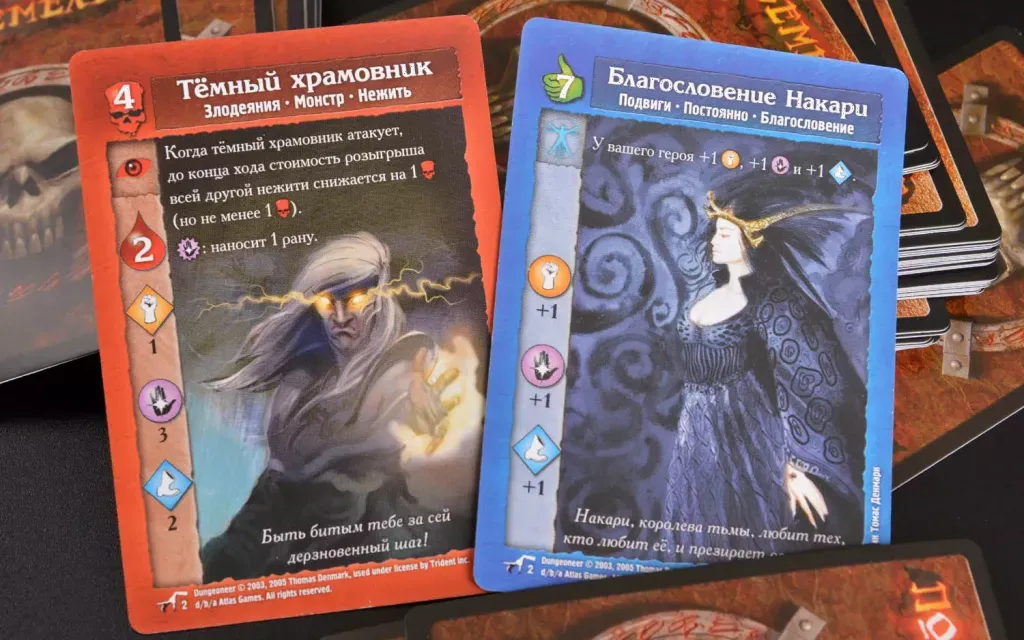 4
Тёмный храмовник
Злодеяния • Монстр • Нежить
Когда тёмный храмовник атакует,
до конца хода стоимость розыгрыша
всей другой нежити снижается на 1
(но не менее 1).
: наносит 1 рану.
2
1
3
2
Быть битым тебе за сей
дерзновенный шаг!
Dungeoneer © 2003, 2005 Thomas Denmark, used under license by Trident Inc.
d/b/a Atlas Games. All rights reserved.
2
7
Благословение Накари
Подвиги • Постоянно • Благословение
У вашего героя +1, +1 и +1.
+1
+1
+1
Накари, королева тьмы, любит тех,
кто любит её, и презирает
Томас Денмарк
Dungeoneer © 2003, 2005 Thomas Denmark,
d/b/a Atlas Games. All rights
2